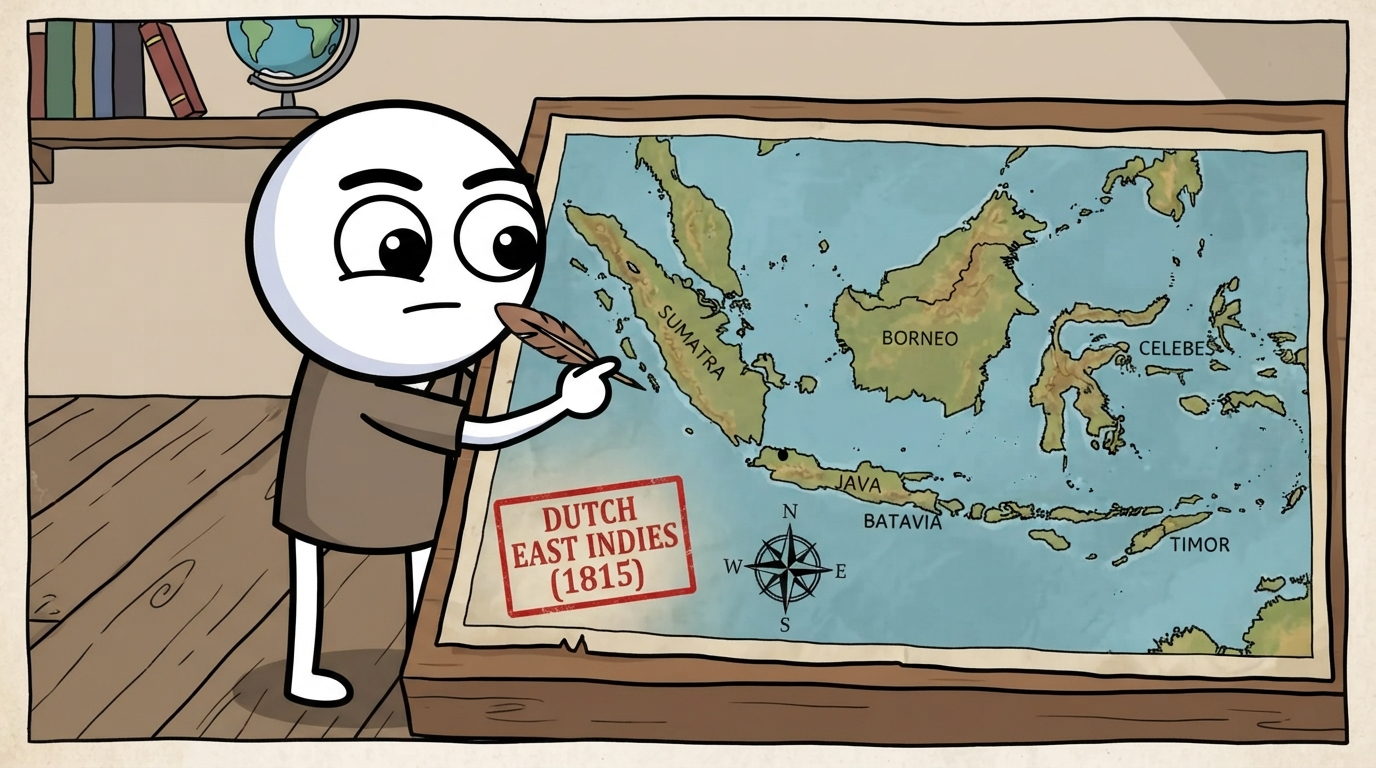 SUMATRA
BORNEO
CELEBES
JAVA
BATAVIA
TIMOR
N
W
E
S
DUTCH
EAST INDIES
(1815)